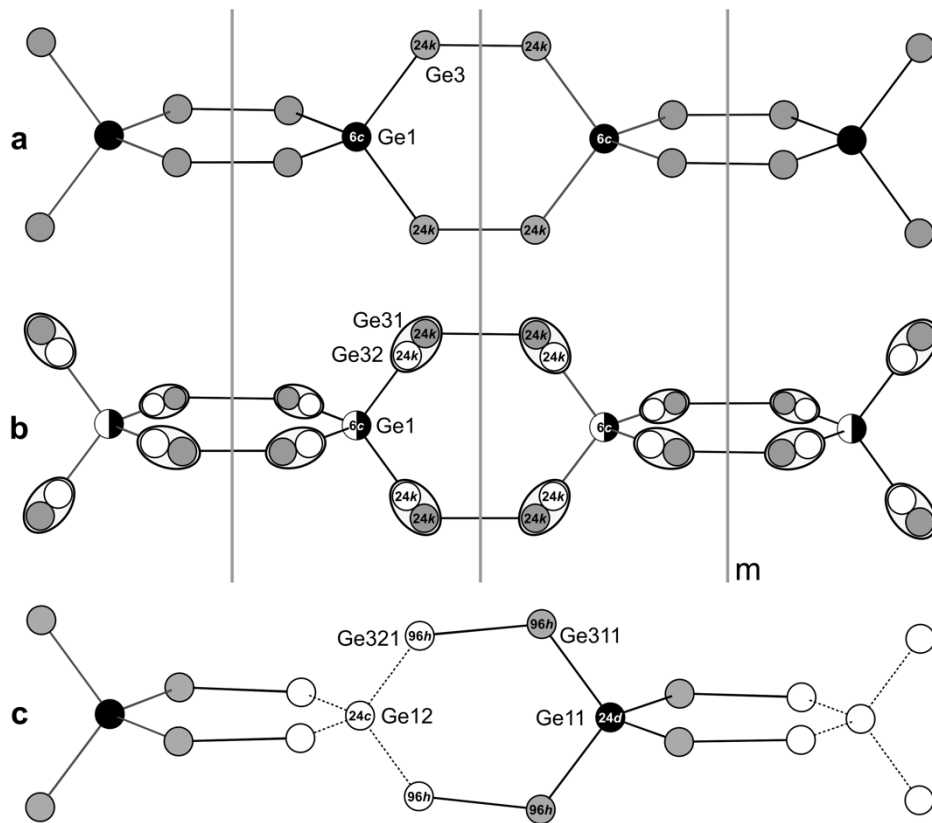 24k 24k
Ge3
a
6c Ge1 6c
24k 24k
Ge31
24k 24k
Ge32 24k 24k
b
6c Ge1 6c
24k 24k
24k 24k
m
Ge321 96h 96h Ge311
c
24c Ge12 Ge11 24d
96h 96h